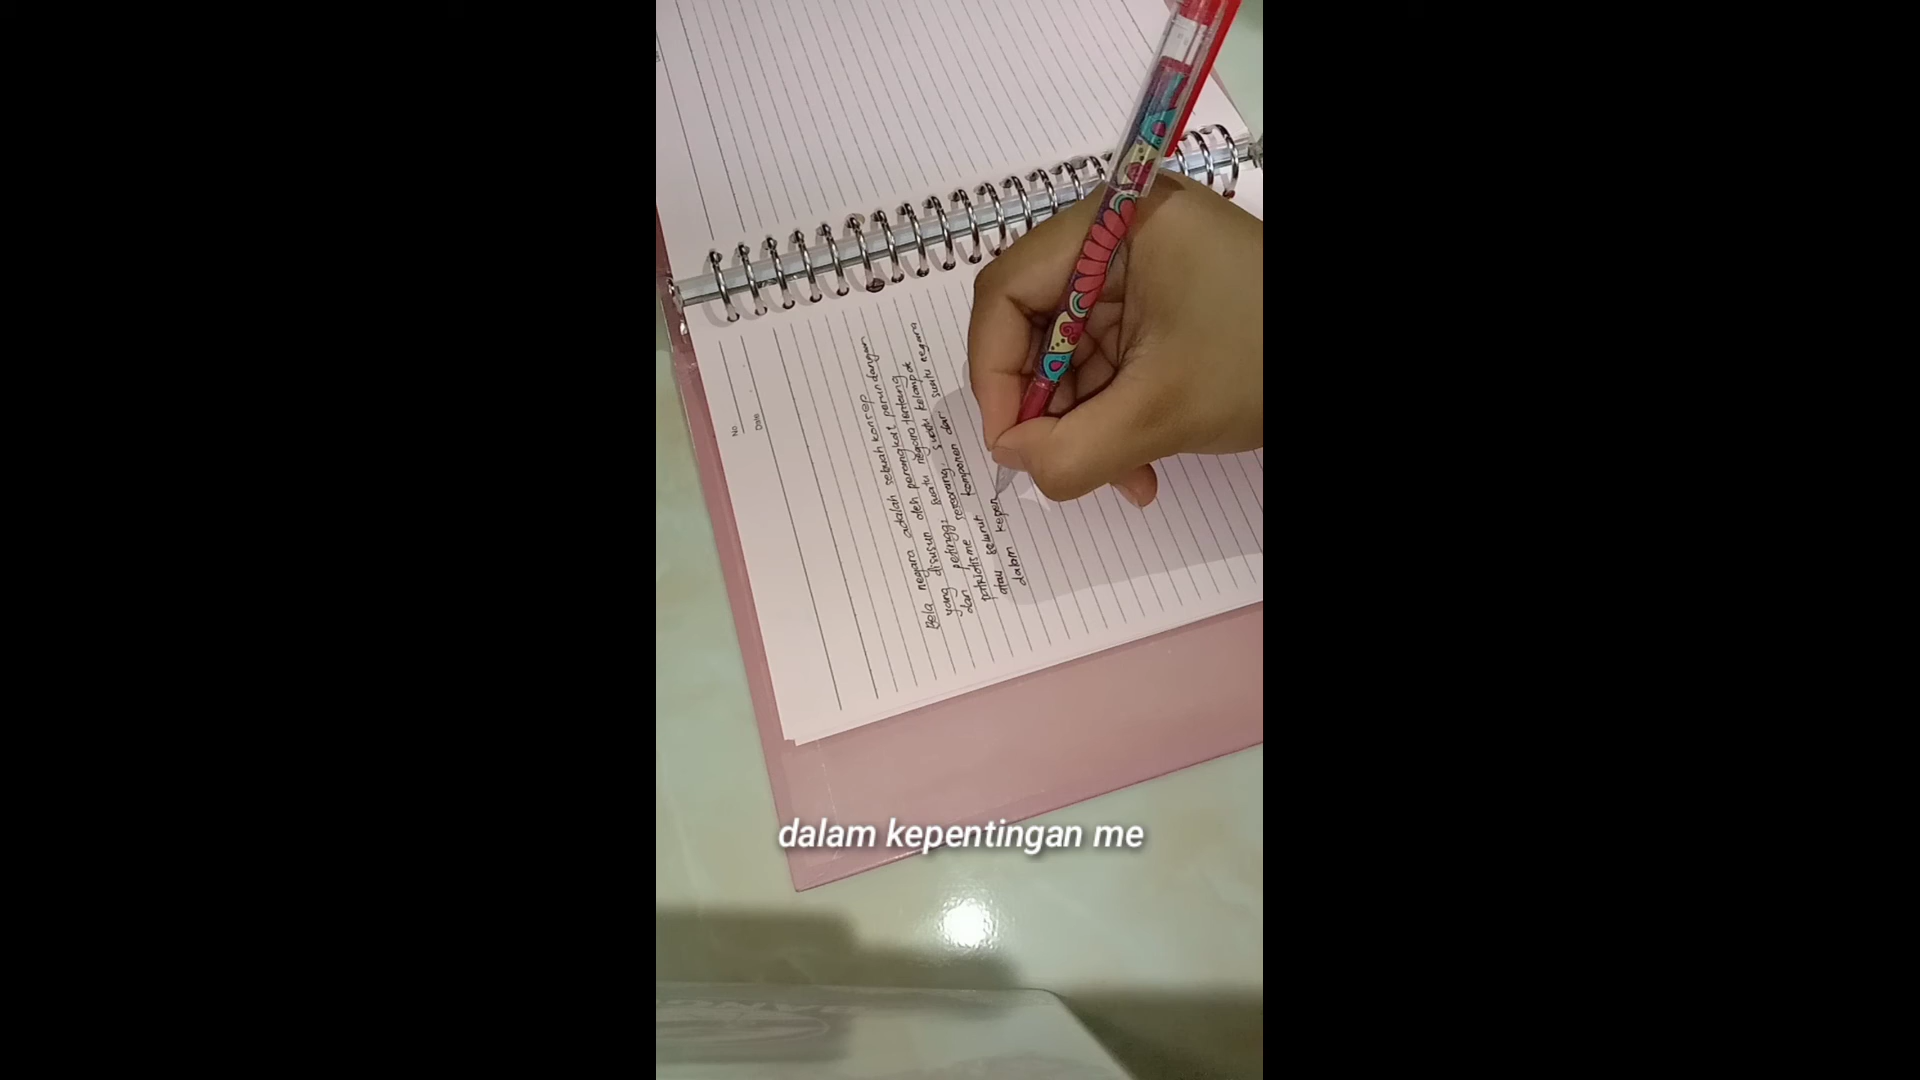 No
Date
Bela negara adalah sebuah konsep
yang disusun oleh perangkat perundangan
dan petinggi suatu negara tentang
patriotisme seseorang, suatu kelompok
atau seluruh komponen dari suatu negara
dalam kepen
dalam kepentingan me